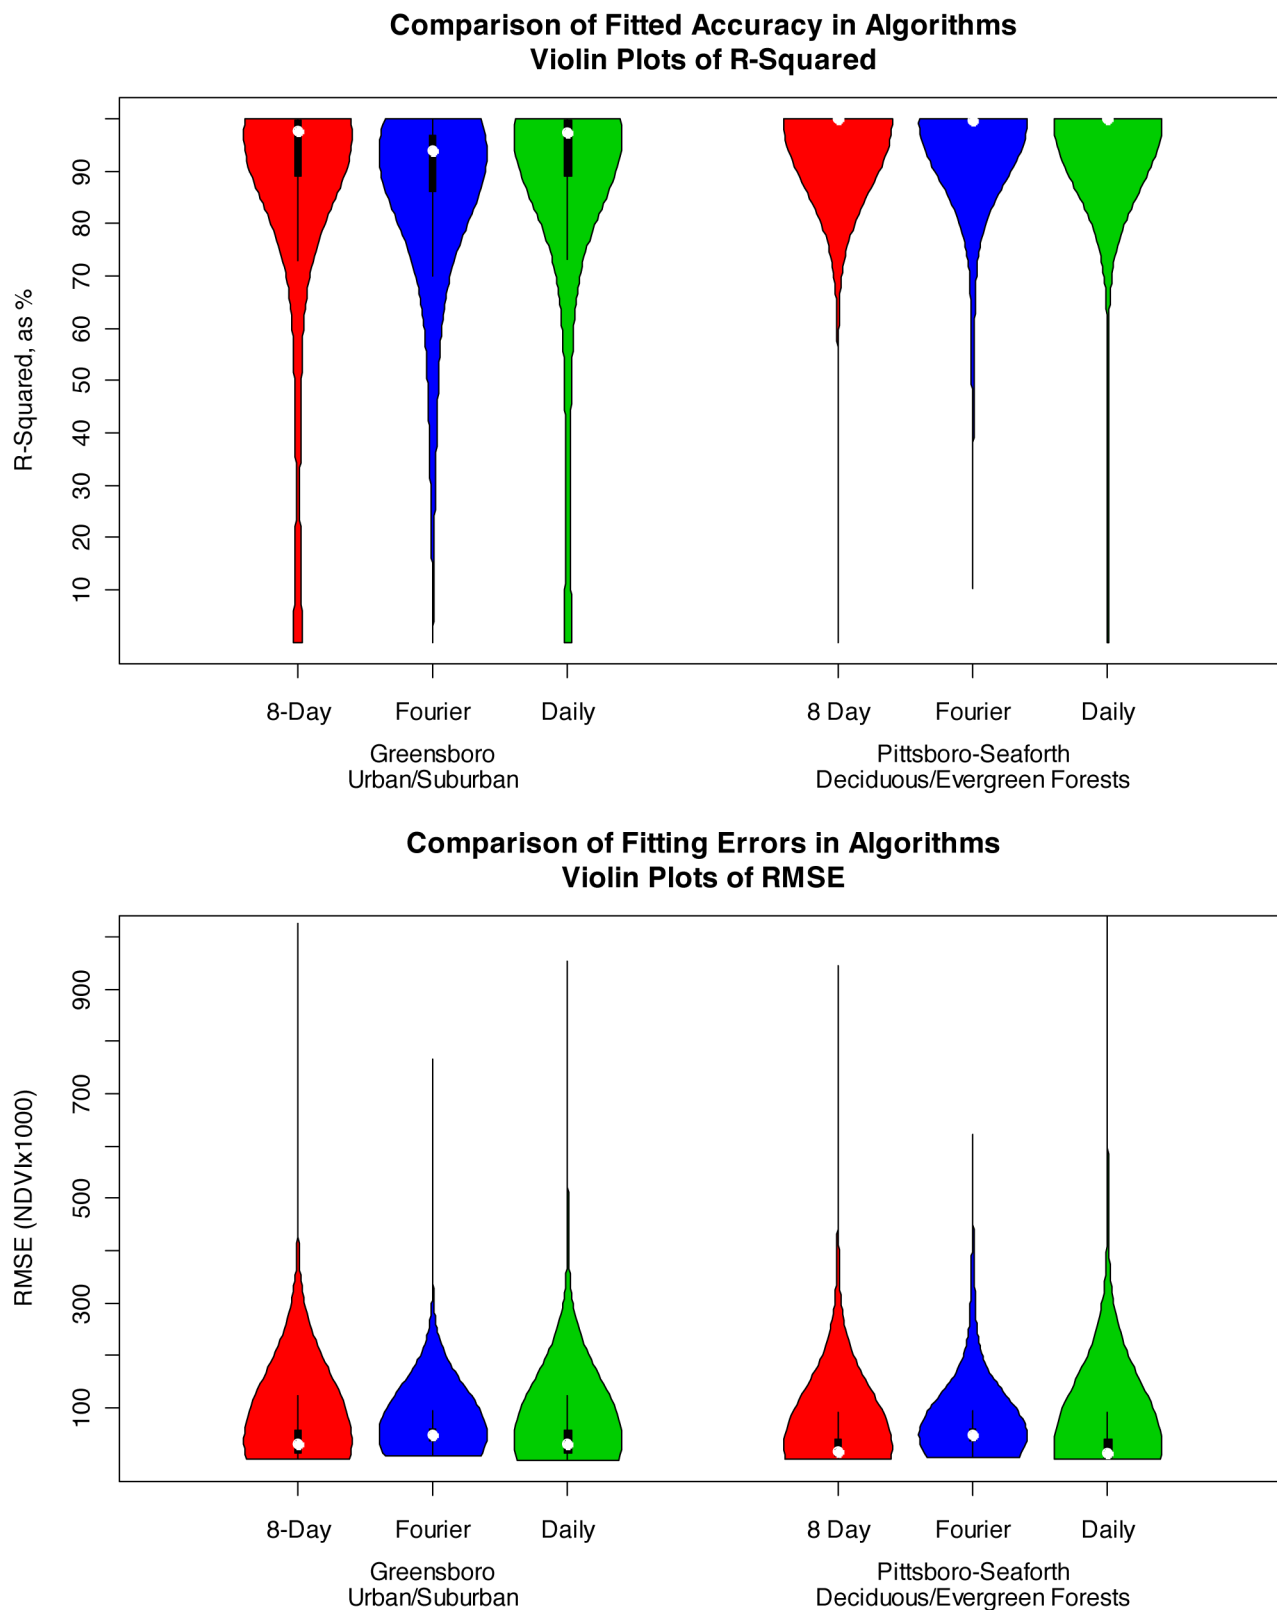 Comparison of Fitted Accuracy in Algorithms
Violin Plots of R-Squared
R-Squared, as %
90
80
70
60
50
40
30
20
10
8-Day Fourier Daily 8 Day Fourier Daily
Greensboro Pittsboro-Seaforth
Urban/Suburban Deciduous/Evergreen Forests
Comparison of Fitting Errors in Algorithms
Violin Plots of RMSE
RMSE (NDVIx1000)
900
700
500
300
100
8-Day Fourier Daily 8 Day Fourier Daily
Greensboro Pittsboro-Seaforth
Urban/Suburban Deciduous/Evergreen Forests